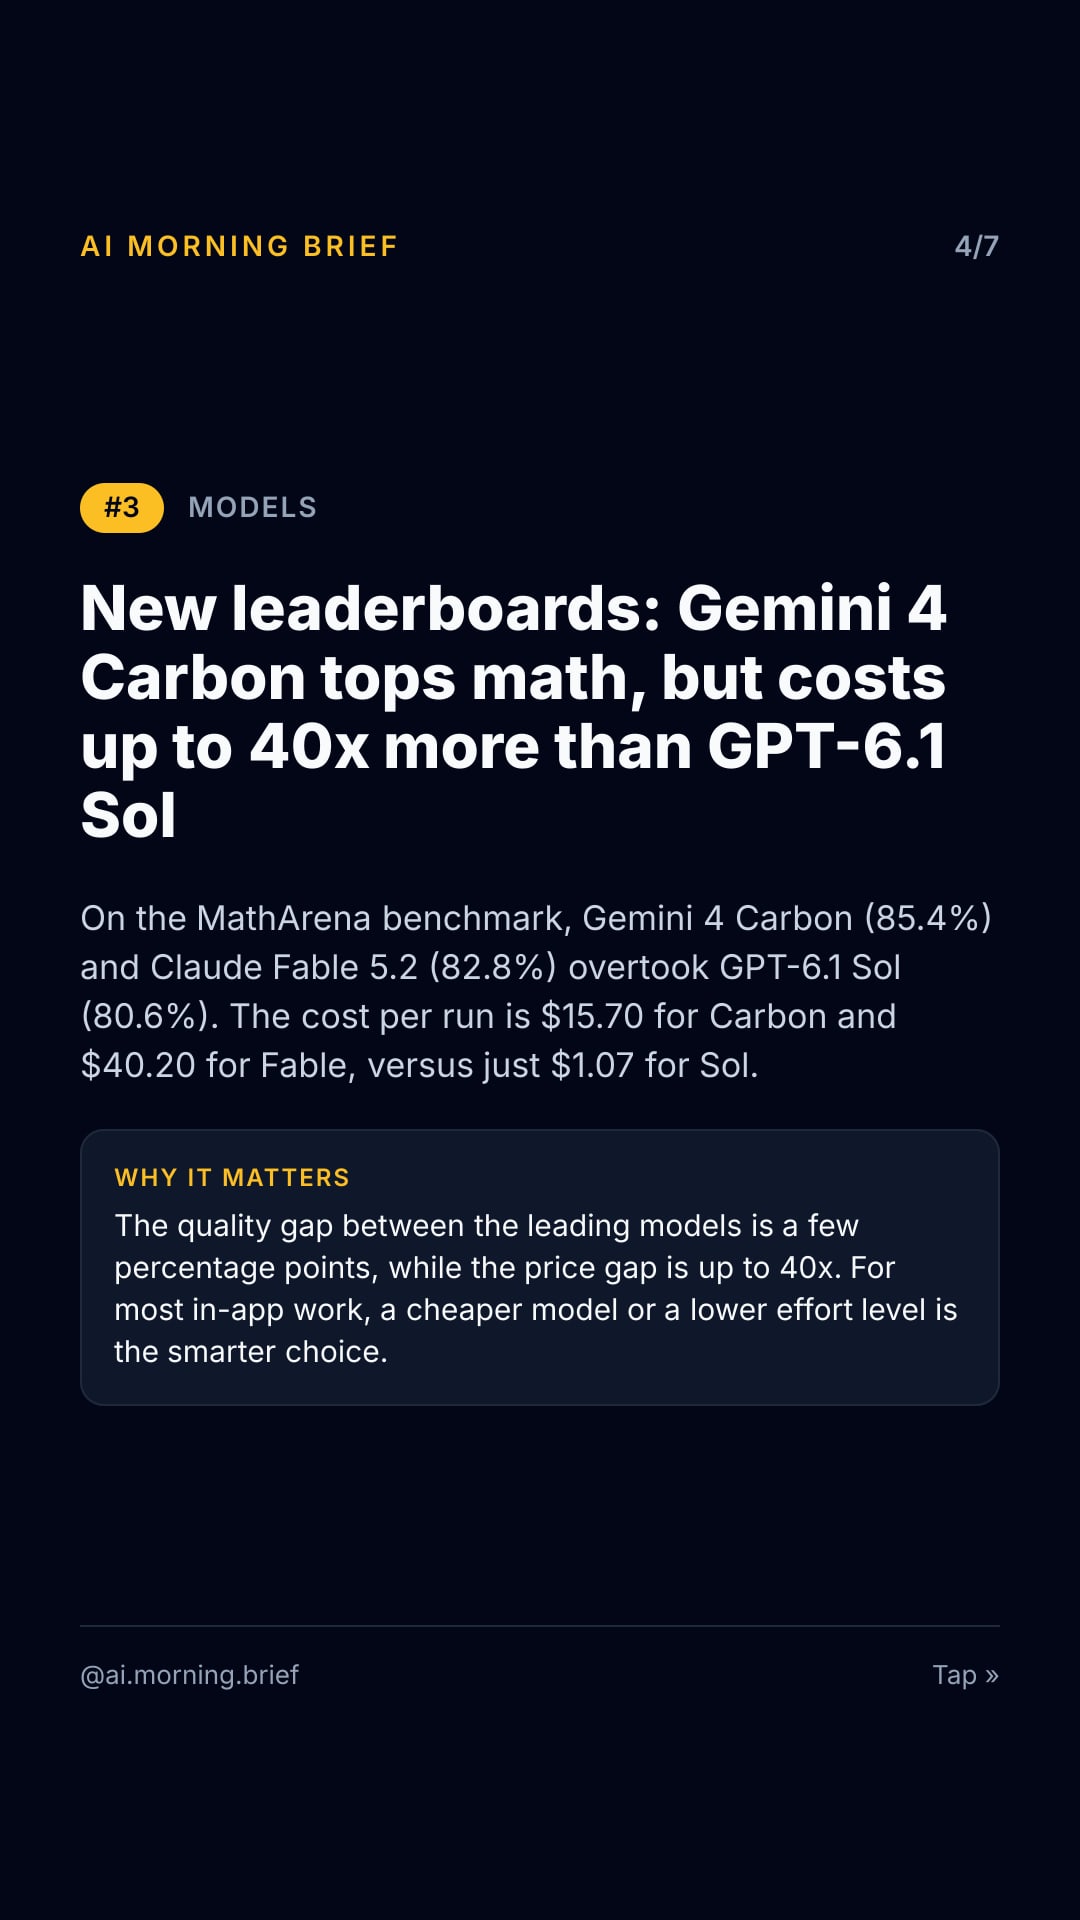 AI MORNING BRIEF
4/7
#3
MODELS
New leaderboards: Gemini 4
Carbon tops math, but costs
up to 40x more than GPT-6.1
Sol
On the MathArena benchmark, Gemini 4 Carbon (85.4%)
and Claude Fable 5.2 (82.8%) overtook GPT-6.1 Sol
(80.6%). The cost per run is $15.70 for Carbon and
$40.20 for Fable, versus just $1.07 for Sol.
WHY IT MATTERS
The quality gap between the leading models is a few
percentage points, while the price gap is up to 40x. For
most in-app work, a cheaper model or a lower effort level is
the smarter choice.
@ai.morning.brief
Tap »